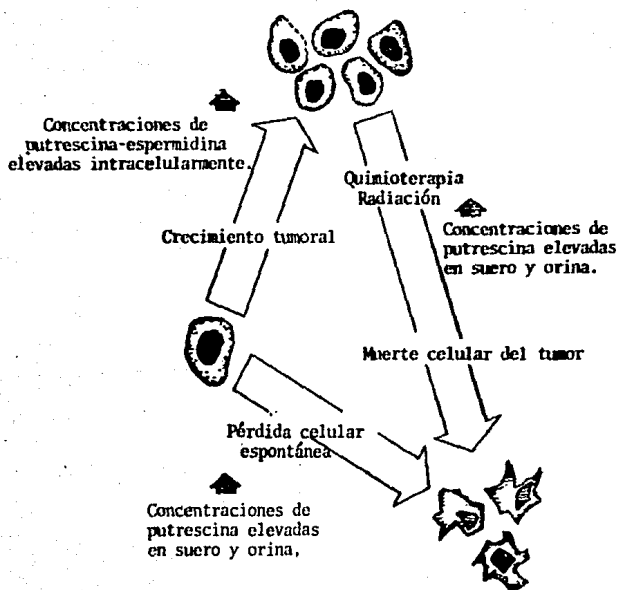 Concentraciones de
putrescina-espermidina
elevadas intracelularmente.
Quimioterapia
Radiación
Concentraciones de
putrescina elevadas
en suero y orina.
Crecimiento tumoral
Muerte celular del tumor
Pérdida celular
espontánea
Concentraciones de
putrescina elevadas
en suero y orina,